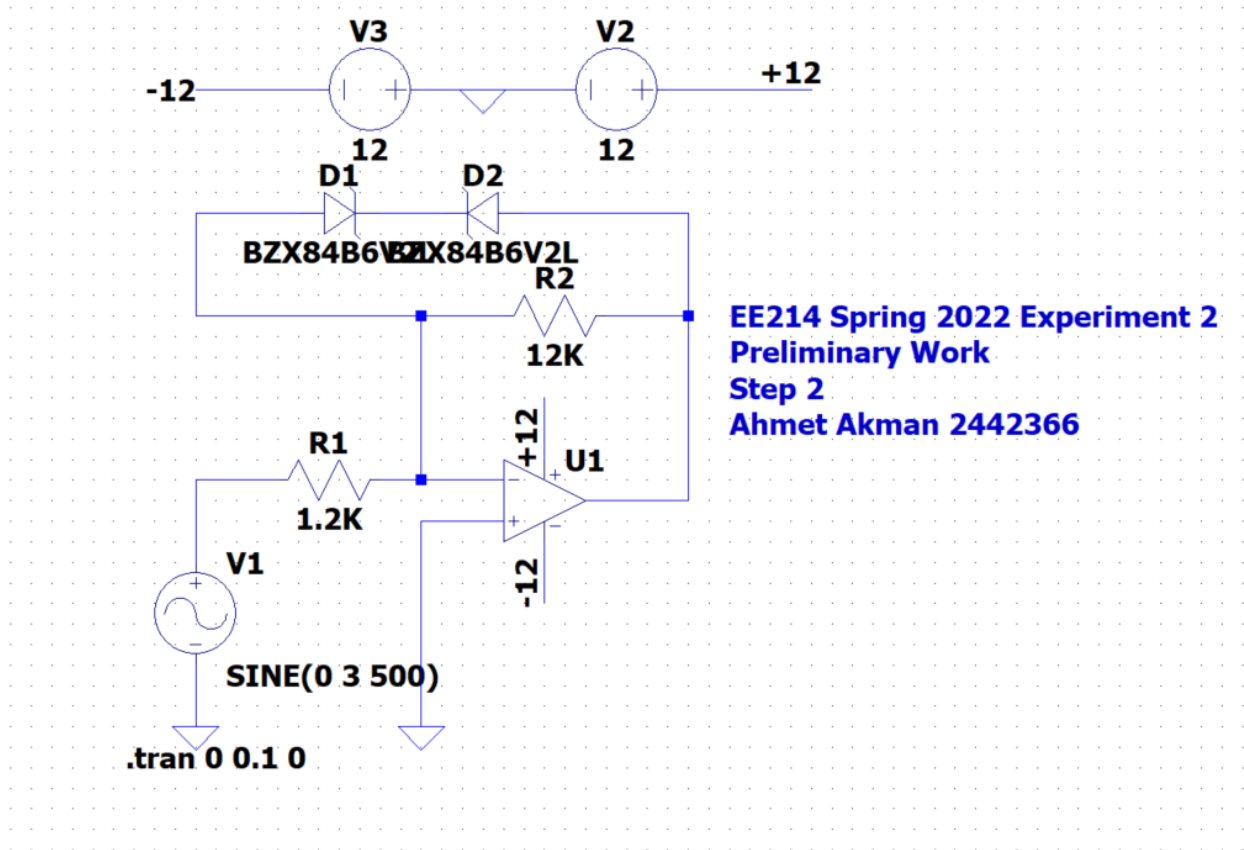 V3
V2
-12
+12
12
12
D1
D2
BZX84B6V2L
BZX84B6V2L
R2
12K
EE214 Spring 2022 Experiment 2
Preliminary Work
Step 2
Ahmet Akman 2442366
+12
U1
R1
1.2K
-12
V1
SINE(0 3 500)
.tran 0 0.1 0